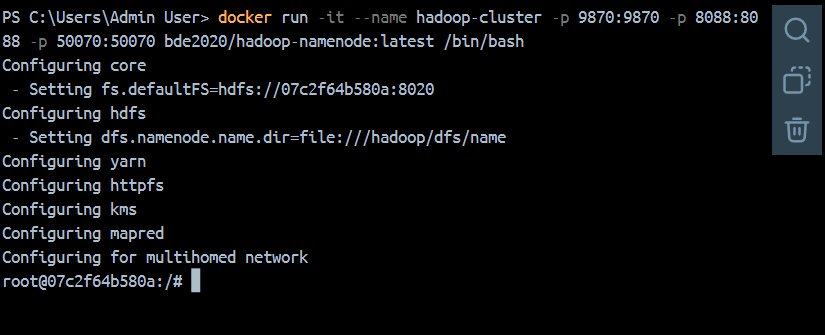 PS C:\Users\Admin User> docker run -it --name hadoop-cluster -p 9870:9870 -p 8088:80
88 -p 50070:50070 bde2020/hadoop-namenode:latest /bin/bash
Configuring core
 - Setting fs.defaultFS=hdfs://07c2f64b580a:8020
Configuring hdfs
 - Setting dfs.namenode.name.dir=file:///hadoop/dfs/name
Configuring yarn
Configuring httpfs
Configuring kms
Configuring mapred
Configuring for multihomed network
root@07c2f64b580a:/#